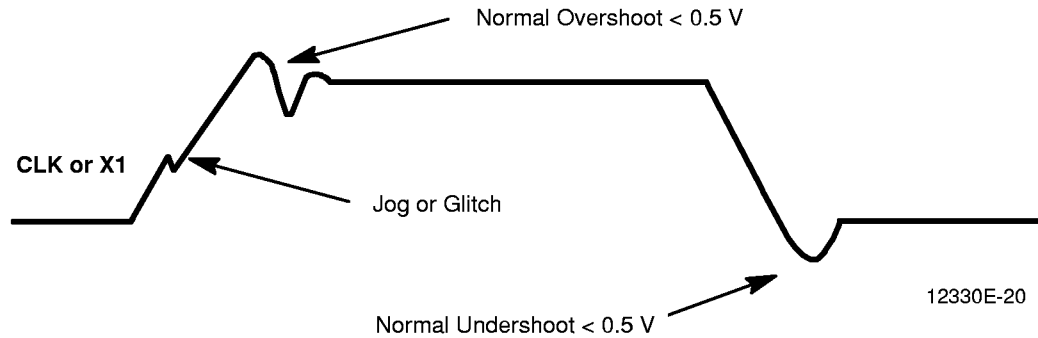 Normal Overshoot < 0.5 V
CLK or X1
Jog or Glitch
12330E-20
Normal Undershoot < 0.5 V